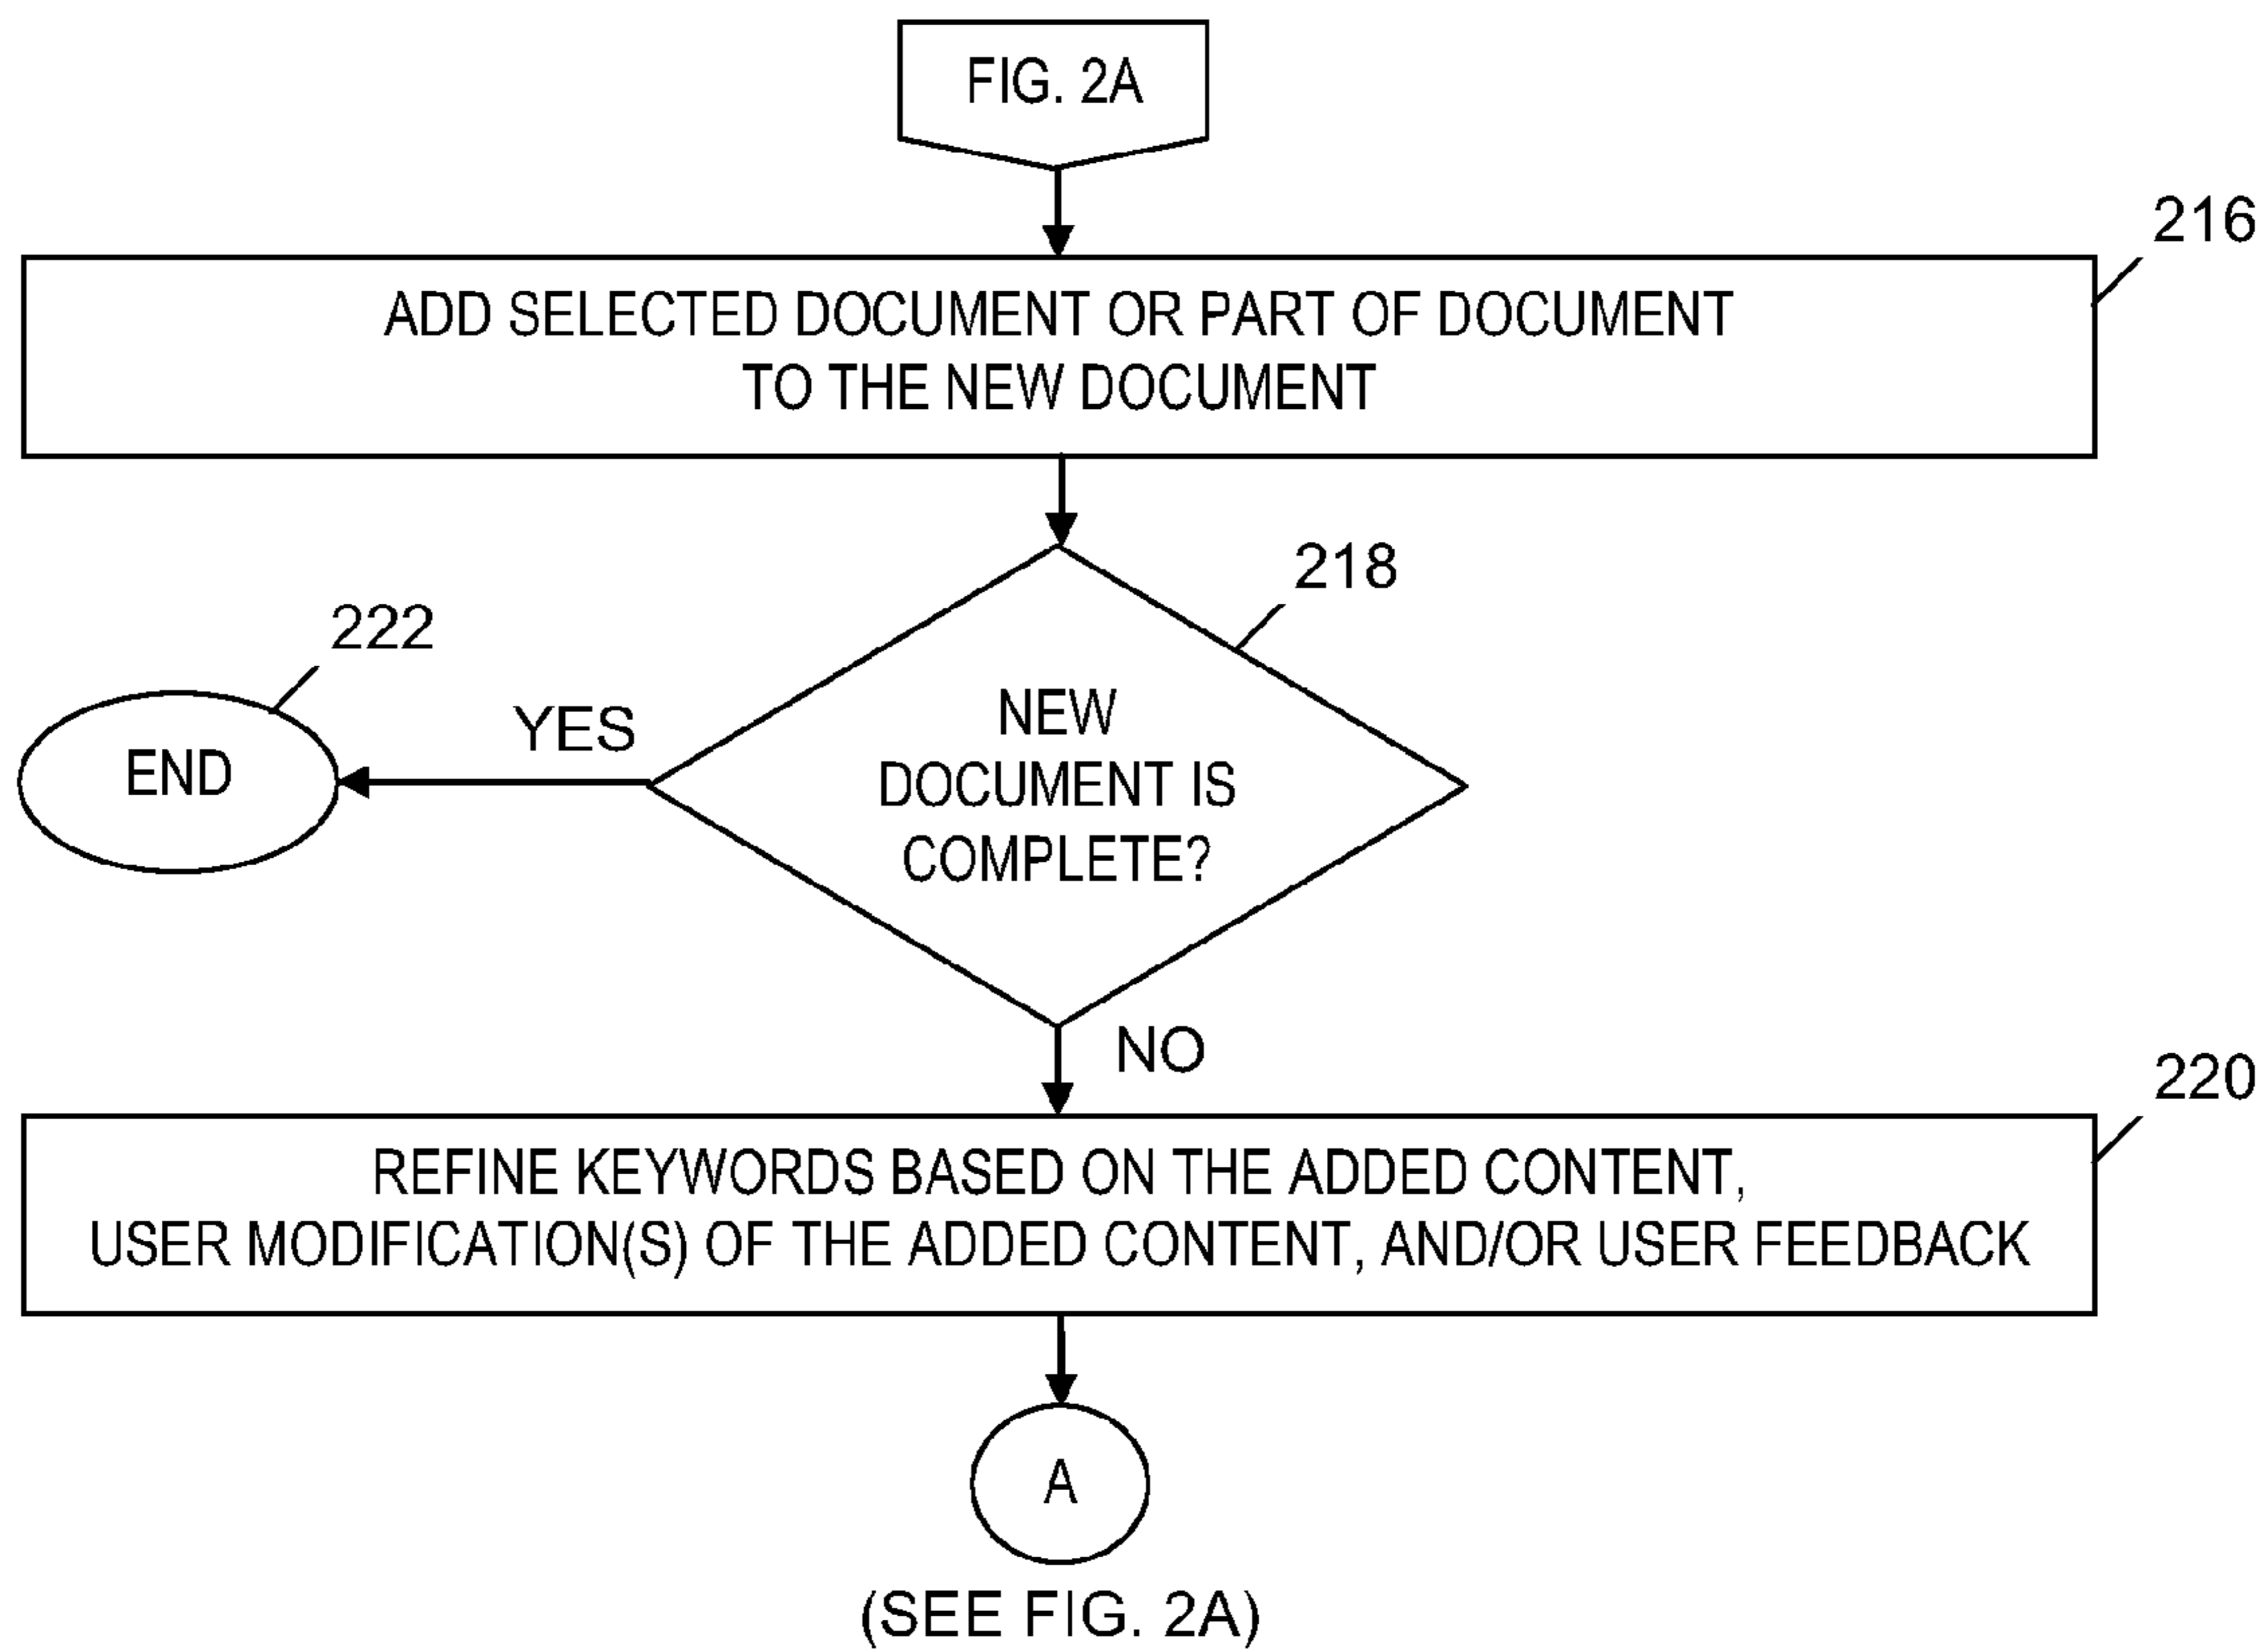 FIG. 2A
216
ADD SELECTED DOCUMENT OR PART OF DOCUMENT
TO THE NEW DOCUMENT
218
222
NEW
DOCUMENT IS
COMPLETE?
YES
END
NO
220
REFINE KEYWORDS BASED ON THE ADDED CONTENT,
USER MODIFICATION(S) OF THE ADDED CONTENT, AND/OR USER FEEDBACK
A
(SEE FIG. 2A)